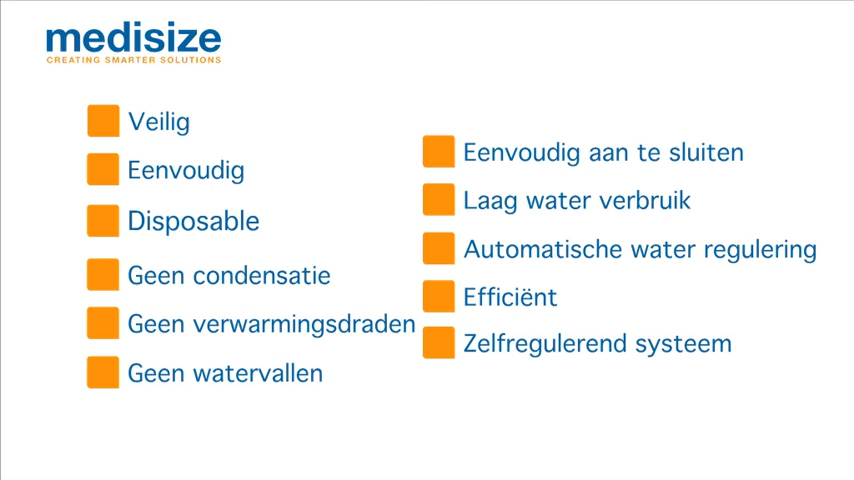 medisize
CREATING SMARTER SOLUTIONS
Veilig
Eenvoudig
Disposable
Geen condensatie
Geen verwarmingsdraden
Geen watervallen
Eenvoudig aan te sluiten
Laag water verbruik
Automatische water regulering
Efficiënt
Zelfregulerend systeem